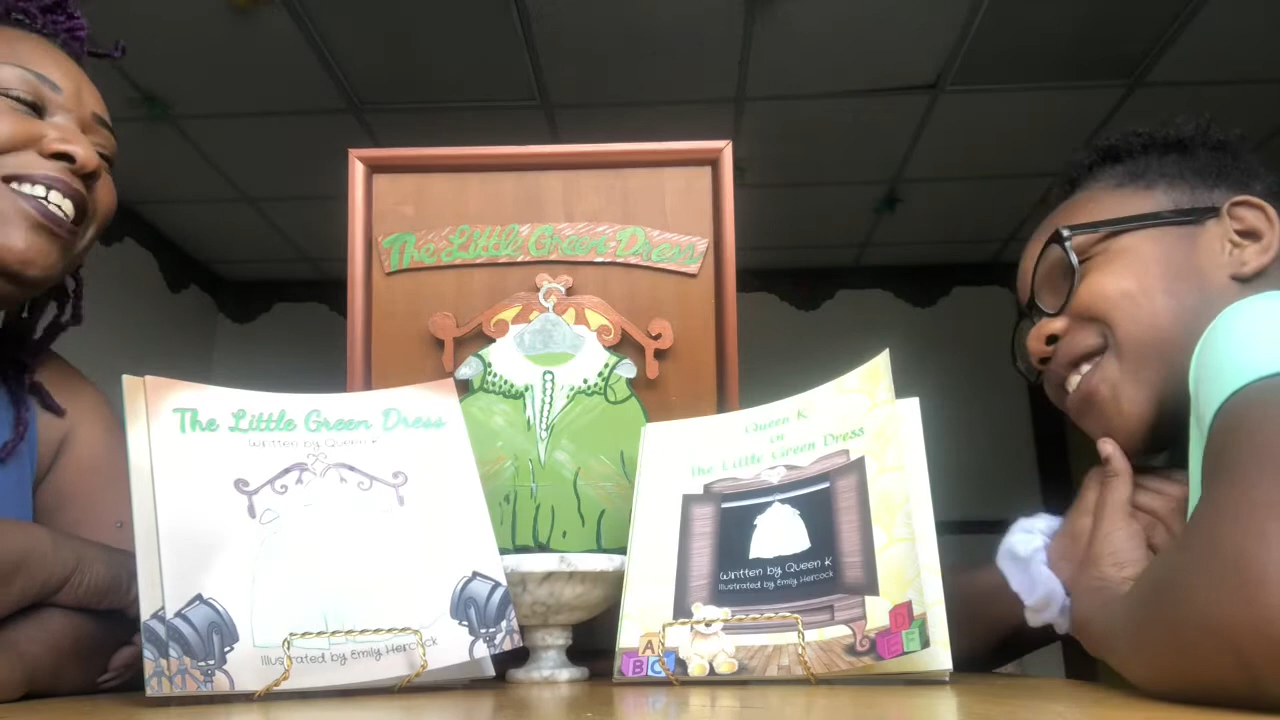 The Little Green Dress
The Little Green Dress
Written by Queen K
Illustrated by Emily Hercock
Queen K
in
The Little Green Dress
Written by Queen K
Illustrated by Emily Hercock
A
B C
D
E F